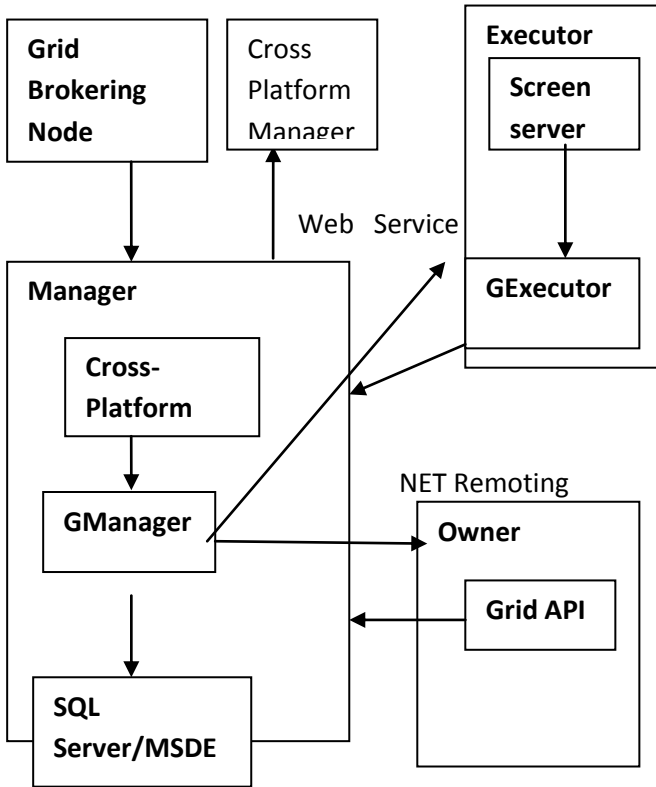 Grid
Brokering
Node
Cross
Platform
Manager
Executor
Screen
server
Web Service
Manager
GExecutor
Cross-
Platform
NET Remoting
GManager
Owner
Grid API
SQL
Server/MSDE